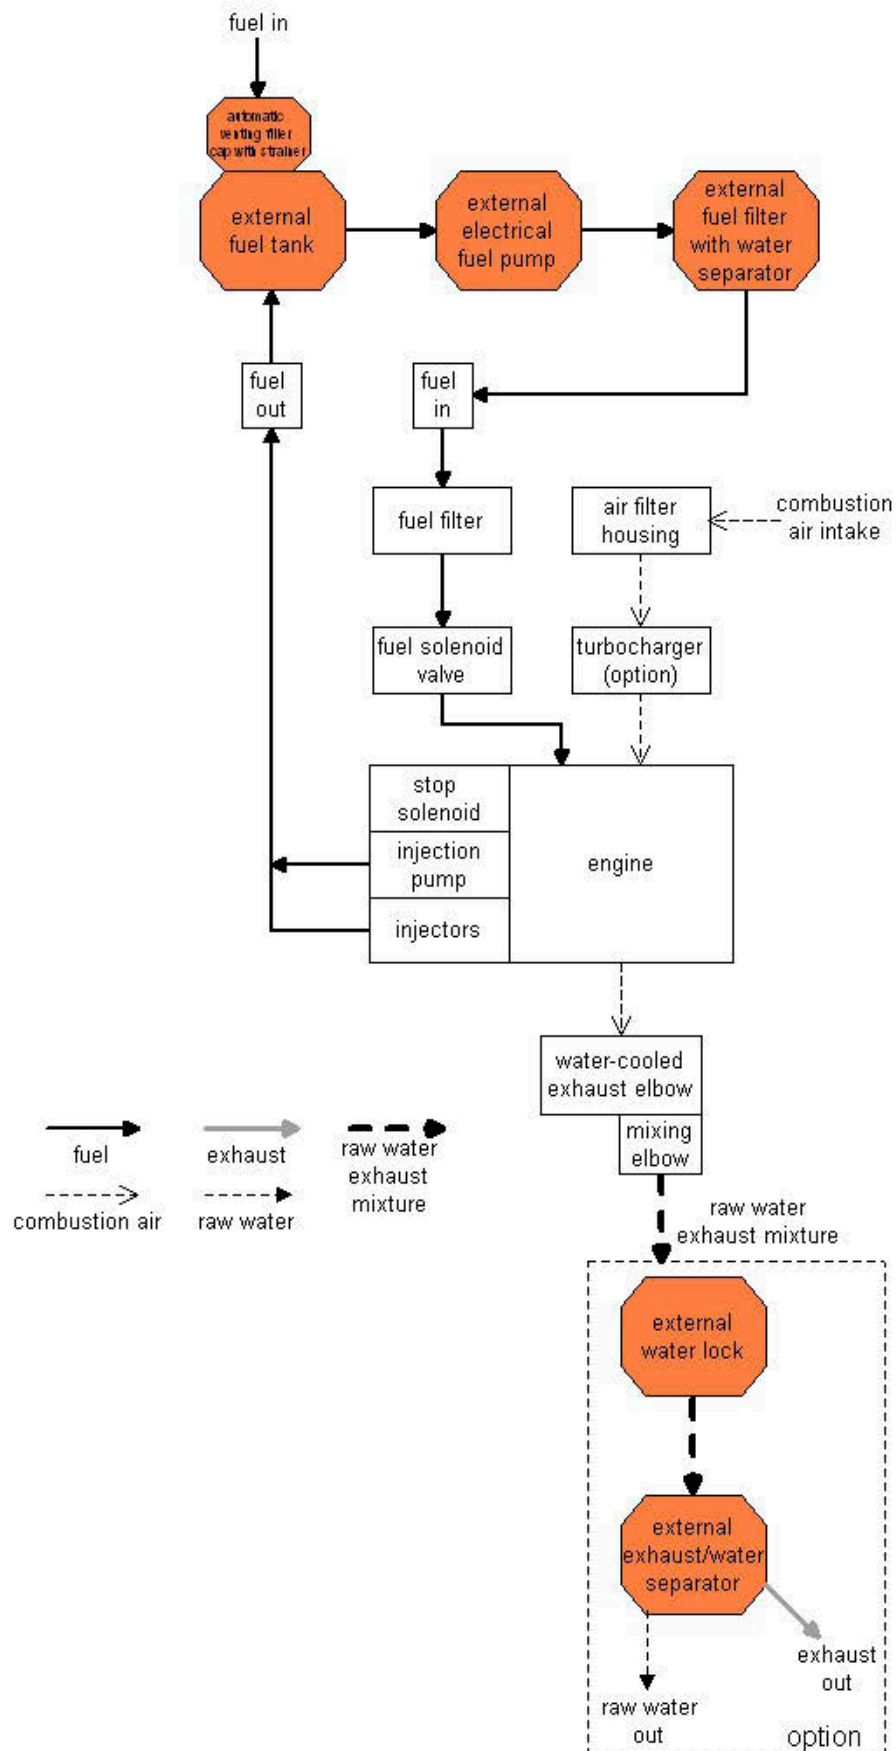 fuel in
automatic
venting filler
cap with strainer
external
fuel tank
external
electrical
fuel pump
external
fuel filter
with water
separator
fuel
out
fuel
in
fuel filter
air filter
housing
combustion
air intake
fuel solenoid
valve
turbocharger
(option)
stop
solenoid
injection
pump
injectors
engine
water-cooled
exhaust elbow
mixing
elbow
fuel
exhaust
raw water
exhaust
mixture
combustion air
raw water
raw water
exhaust mixture
external
water lock
external
exhaust/water
separator
exhaust
out
raw water
out
option